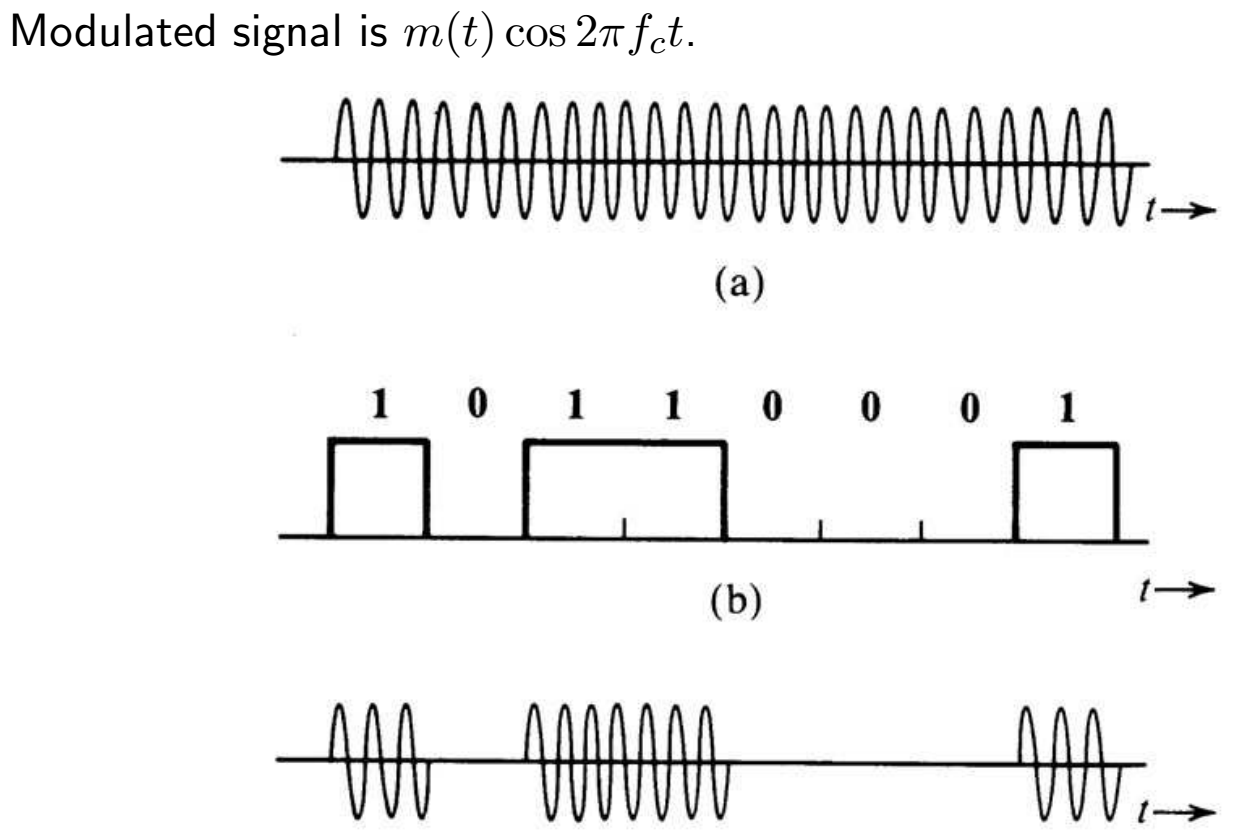 Modulated signal is m(t) cos 2πf_ct.
t→
(a)
1 0 1 1 0 0 0 1
(b)
t→
t→